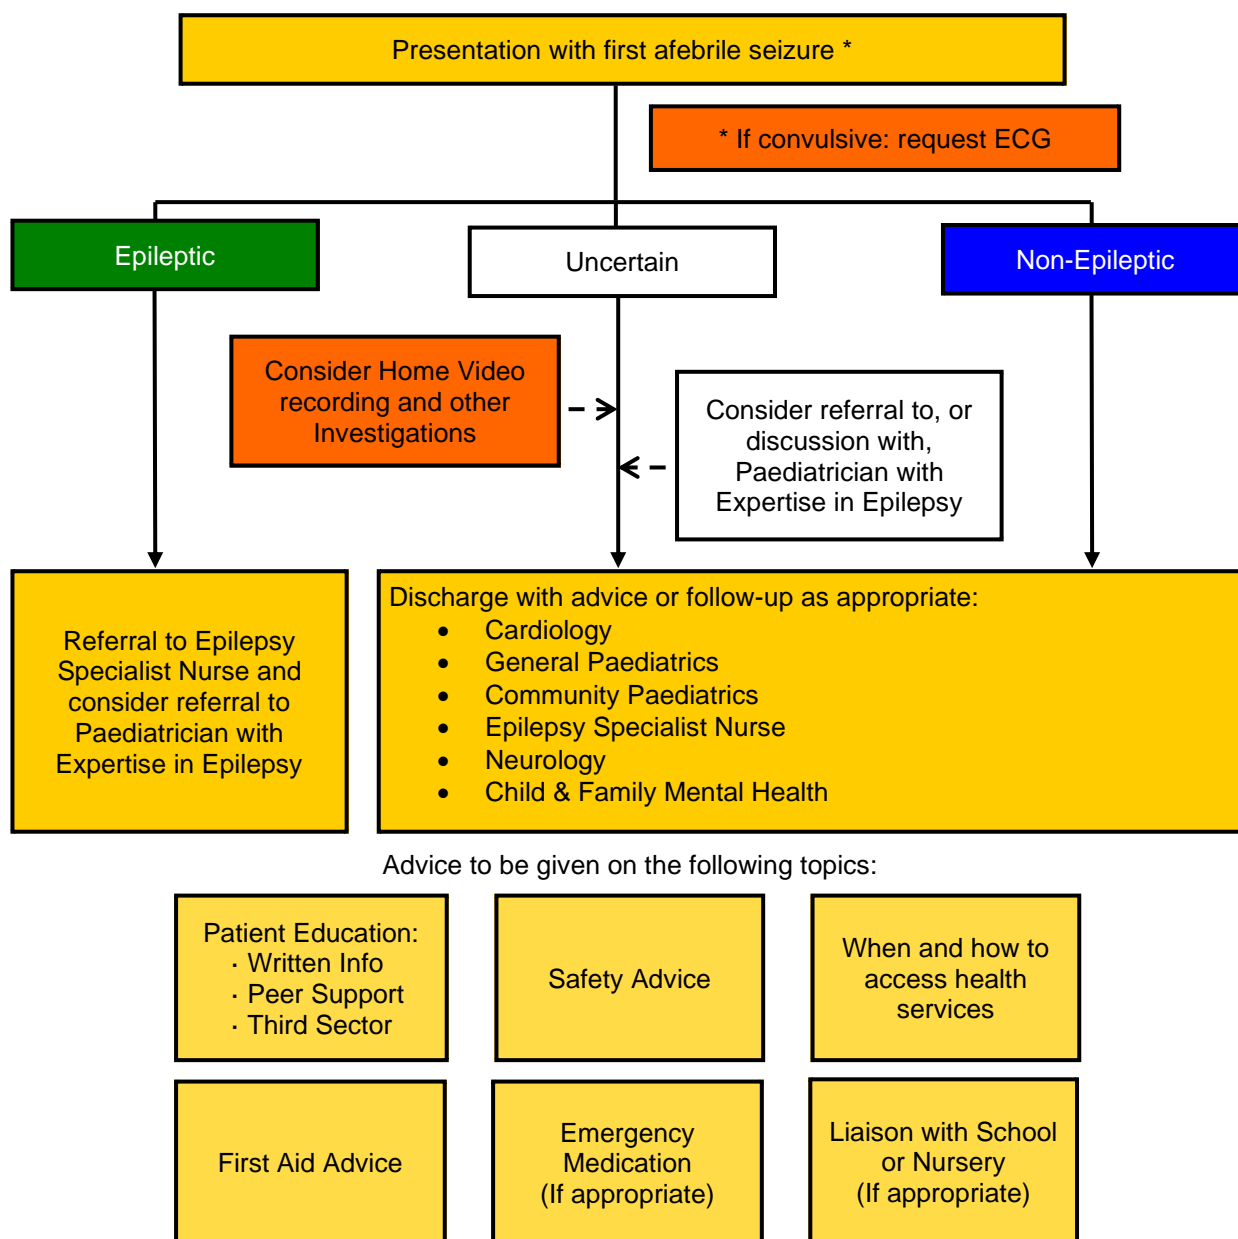 Presentation with first afebrile seizure *
* If convulsive: request ECG
Epileptic
Uncertain
Non-Epileptic
Consider Home Video
recording and other
Investigations
Consider referral to, or
discussion with,
Paediatrician with
Expertise in Epilepsy
Referral to Epilepsy
Specialist Nurse and
consider referral to
Paediatrician with
Expertise in Epilepsy
Discharge with advice or follow-up as appropriate:
• Cardiology
• General Paediatrics
• Community Paediatrics
• Epilepsy Specialist Nurse
• Neurology
• Child & Family Mental Health
Advice to be given on the following topics:
Patient Education:
· Written Info
· Peer Support
· Third Sector
Safety Advice
When and how to
access health
services
First Aid Advice
Emergency
Medication
(If appropriate)
Liaison with School
or Nursery
(If appropriate)